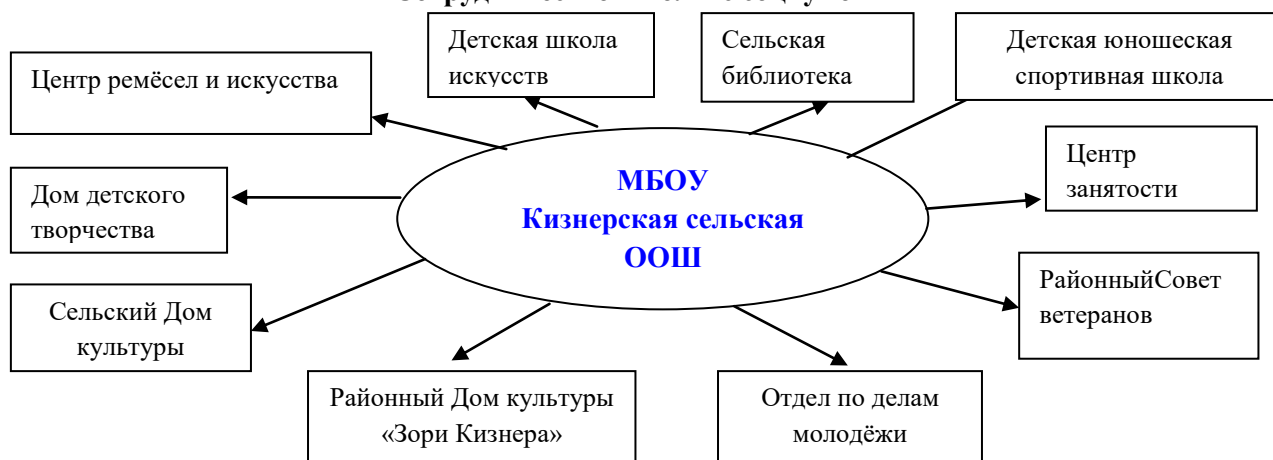 Детская школа
искусств
Сельская
библиотека
Детская юношеская
спортивная школа
Центр ремёсел и искусства
Центр
занятости
МБОУ
Кизнерская сельская
ООШ
Дом детского
творчества
РайонныйСовет
ветеранов
Сельский Дом
культуры
Районный Дом культуры
«Зори Кизнера»
Отдел по делам
молодёжи